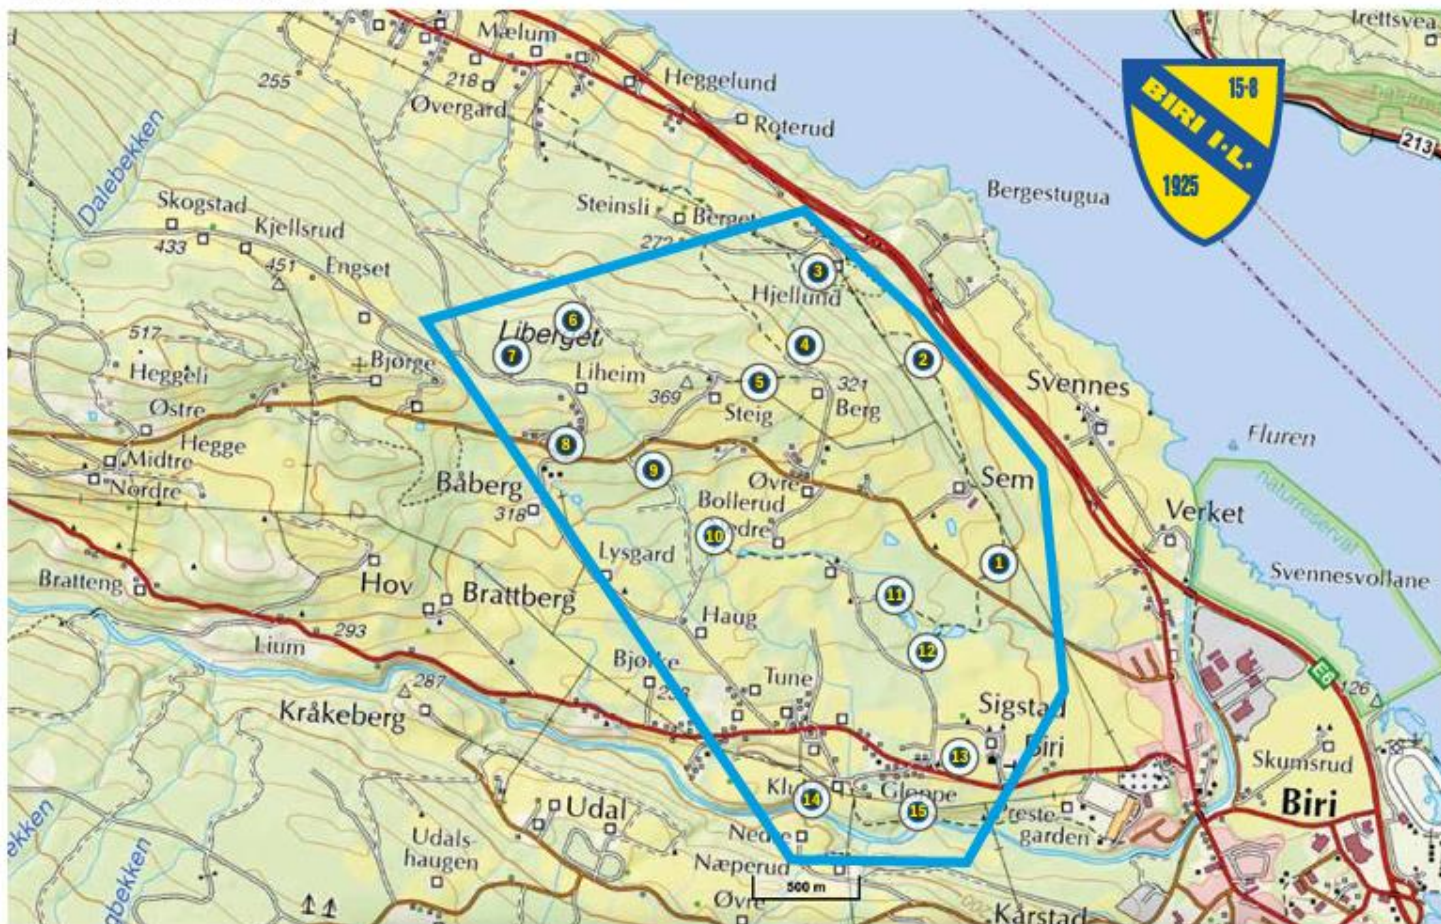 Trettsvea
Mælum
218
255
Øvergard
Heggelund
Roterud
213
15-8
BIRI I·L·
1925
Dalebekken
Bergestugua
Skogstad
433
Kjellsrud
451
Engset
Steinsli
Berget
272
3
Hjellund
6
Liberget
7
4
2
517
Heggeli
Bjørge
Liheim
369
5
321
Svennes
Østre
Steig
Berg
Hegge
8
Fluren
Midtre
9
naturreservat
Nordre
Båberg
Øvre
Sem
318
Bollerud
Verket
10
Lysgard
1
Svennesvollane
Bratteng
Hov
Brattberg
11
Haug
293
12
Lium
Bjørke
287
Tune
E6
126
Kråkeberg
Sigstad
13
Biri
Skumsrud
14
Gloppe
15
Udal
Nedre
Biri
Udals-
haugen
Næperud
garden
500 m
Øvre
Kårstad